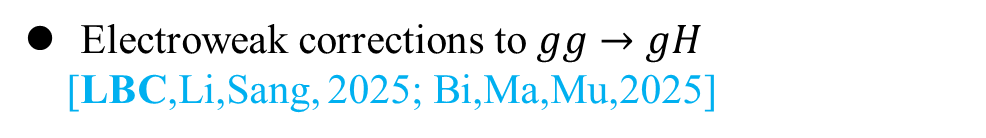 ● Electroweak corrections to gg → gH
[LBC,Li,Sang, 2025; Bi,Ma,Mu,2025]